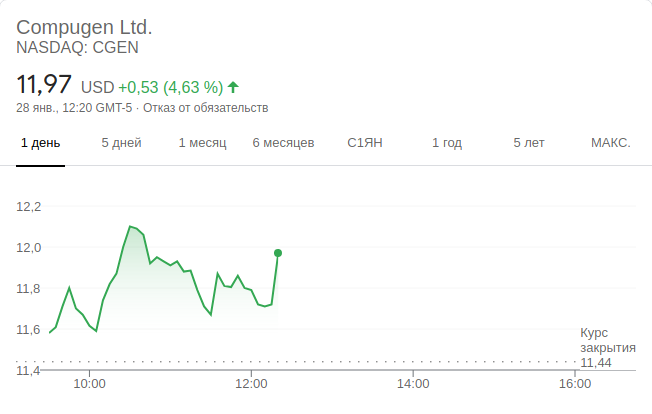 Compugen Ltd.
NASDAQ: CGEN
11,97 USD +0,53 (4,63 %)
28 янв., 12:20 GMT-5 · Отказ от обязательств
1 день 5 дней 1 месяц 6 месяцев С1ЯН 1 год 5 лет МАКС.
12,2
12,0
11,8
11,6
Курс
закрытия
11,44
11,4
10:00 12:00 14:00 16:00